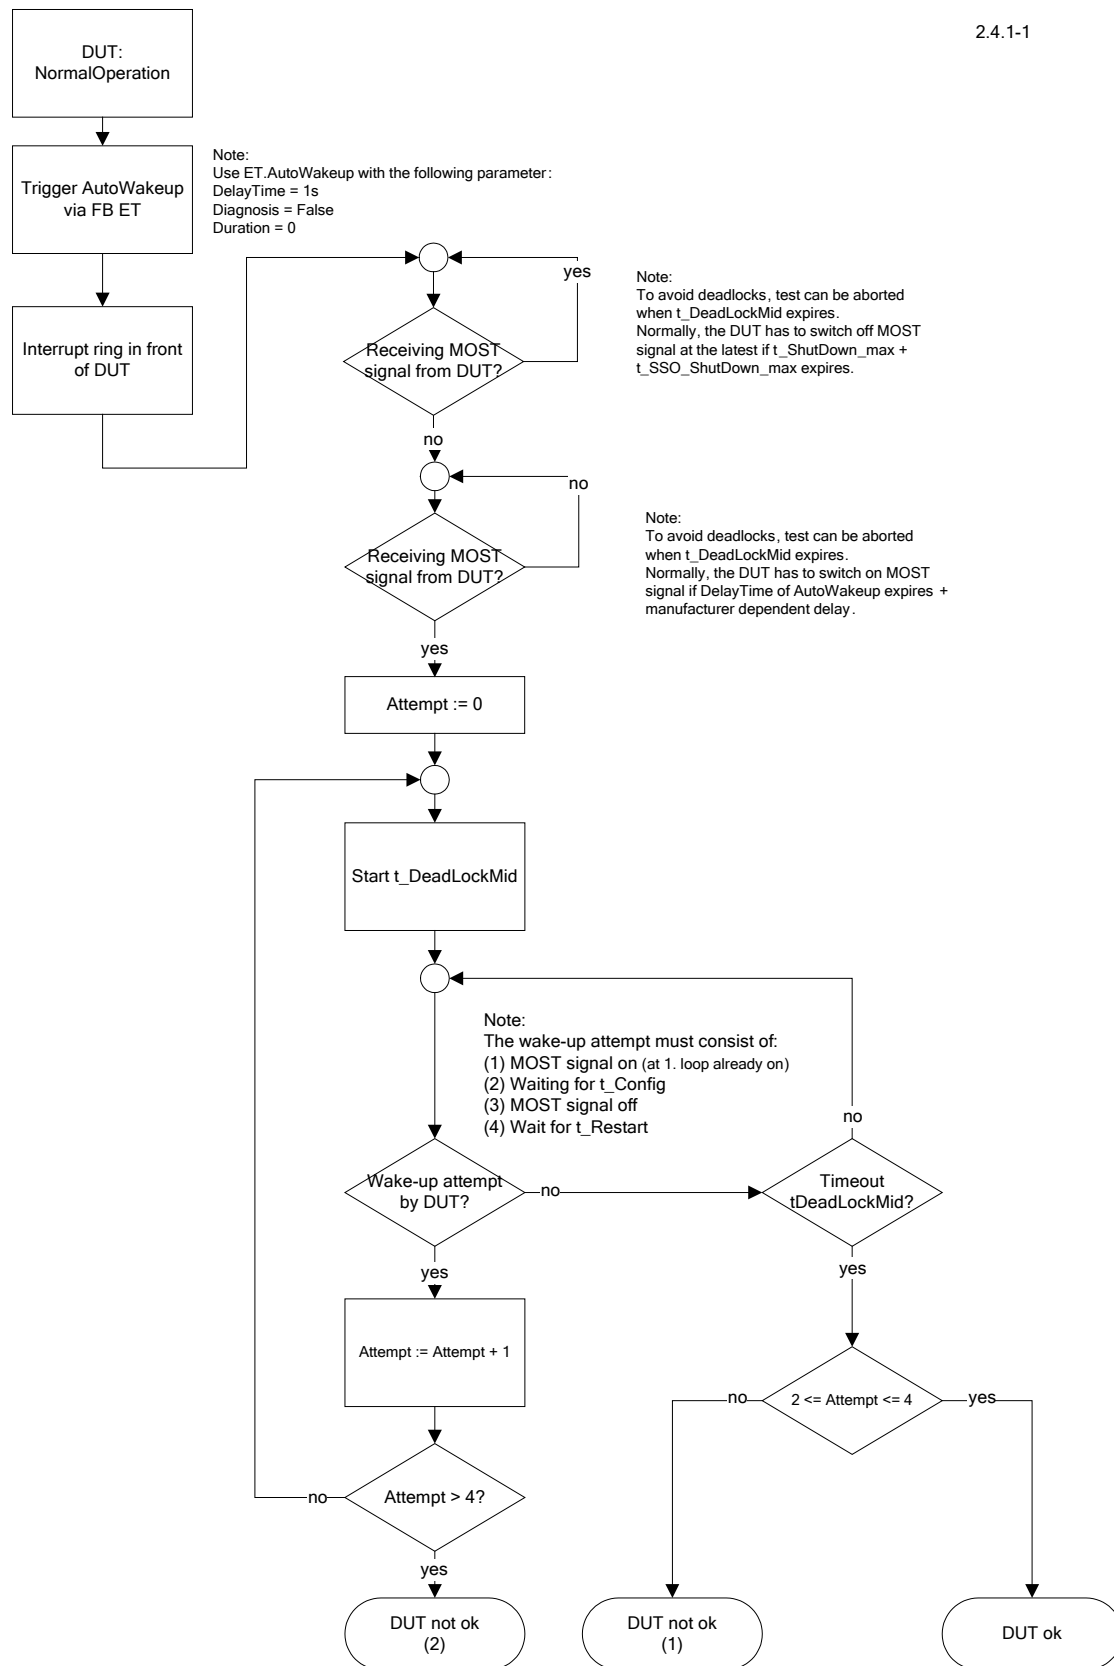 2.4.1-1
DUT:
NormalOperation
Trigger AutoWakeup
via FB ET
Note:
Use ET.AutoWakeup with the following parameter:
DelayTime = 1s
Diagnosis = False
Duration = 0
Interrupt ring in front
of DUT
yes
Receiving MOST
signal from DUT?
Note:
To avoid deadlocks, test can be aborted
when t_DeadLockMid expires.
Normally, the DUT has to switch off MOST
signal at the latest if t_ShutDown_max +
t_SSO_ShutDown_max expires.
no
no
Receiving MOST
signal from DUT?
Note:
To avoid deadlocks, test can be aborted
when t_DeadLockMid expires.
Normally, the DUT has to switch on MOST
signal if DelayTime of AutoWakeup expires +
manufacturer dependent delay.
yes
Attempt := 0
Start t_DeadLockMid
Note:
The wake-up attempt must consist of:
(1) MOST signal on (at 1. loop already on)
(2) Waiting for t_Config
(3) MOST signal off
(4) Wait for t_Restart
no
Wake-up attempt
by DUT?
no
Timeout
tDeadLockMid?
yes
yes
Attempt := Attempt + 1
no
2 <= Attempt <= 4
yes
no
Attempt > 4?
yes
DUT not ok
(2)
DUT not ok
(1)
DUT ok